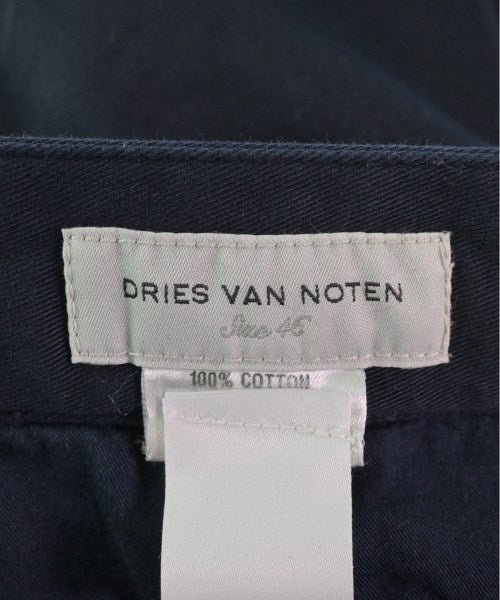 DRIES VAN NOTEN
Size 46
100% COTTON